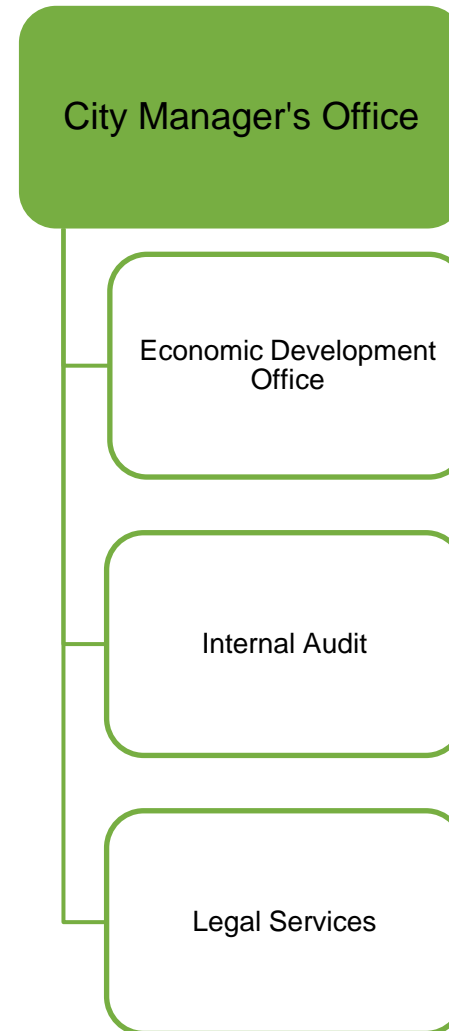 City Manager's Office
Economic Development
Office
Internal Audit
Legal Services